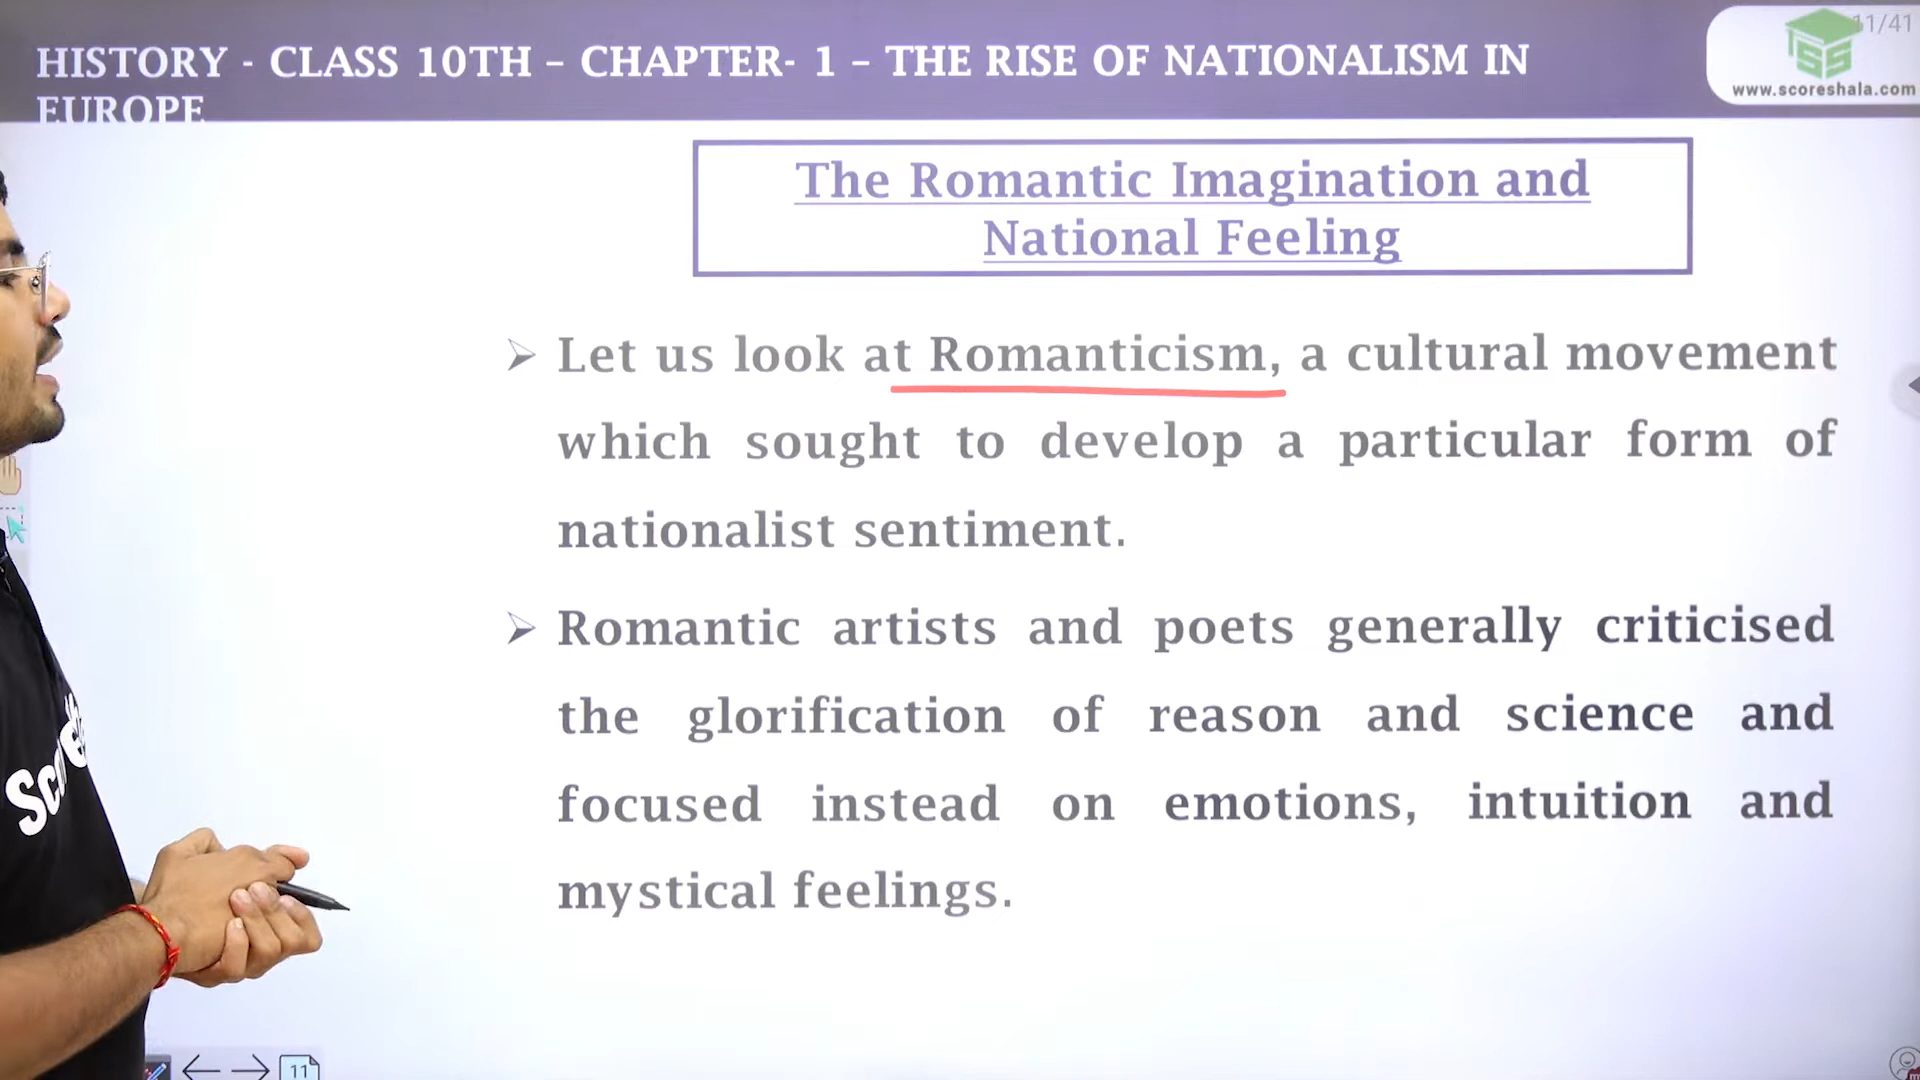 HISTORY - CLASS 10TH – CHAPTER- 1 – THE RISE OF NATIONALISM IN
EUROPE
11/41
www.scoreshala.com
The Romantic Imagination and
National Feeling
➢ Let us look at Romanticism, a cultural movement
which sought to develop a particular form of
nationalist sentiment.
➢ Romantic artists and poets generally criticised
the glorification of reason and science and
focused instead on emotions, intuition and
mystical feelings.
11